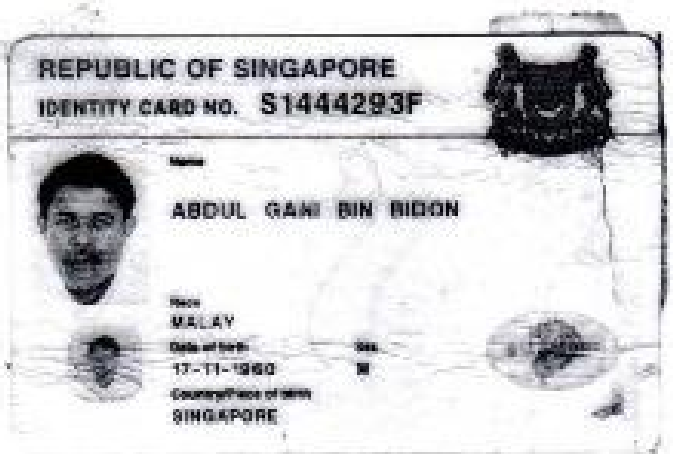 REPUBLIC OF SINGAPORE
IDENTITY CARD NO. S1444293F
Name
ABDUL GANI BIN BIDON
Race
MALAY
Date of birth Sex
17-11-1960 M
Country/Place of birth
SINGAPORE